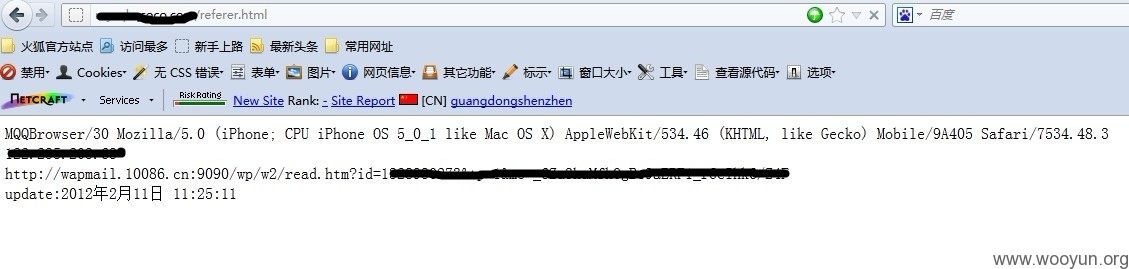 /referer.html
百度
火狐官方站点 访问最多 新手上路 最新头条 常用网址
禁用 Cookies 无 CSS 错误 表单 图片 网页信息 其它功能 标示 窗口大小 工具 查看源代码 选项
NETCRAFT Services Risk Rating New Site Rank: - Site Report [CN] guangdongshenzhen
MQQBrowser/30 Mozilla/5.0 (iPhone; CPU iPhone OS 5_0_1 like Mac OS X) AppleWebKit/534.46 (KHTML, like Gecko) Mobile/9A405 Safari/7534.48.3
http://wapmail.10086.cn:9090/wp/w2/read.htm?id=1
update:2012年2月11日 11:25:11
www.wooyun.org